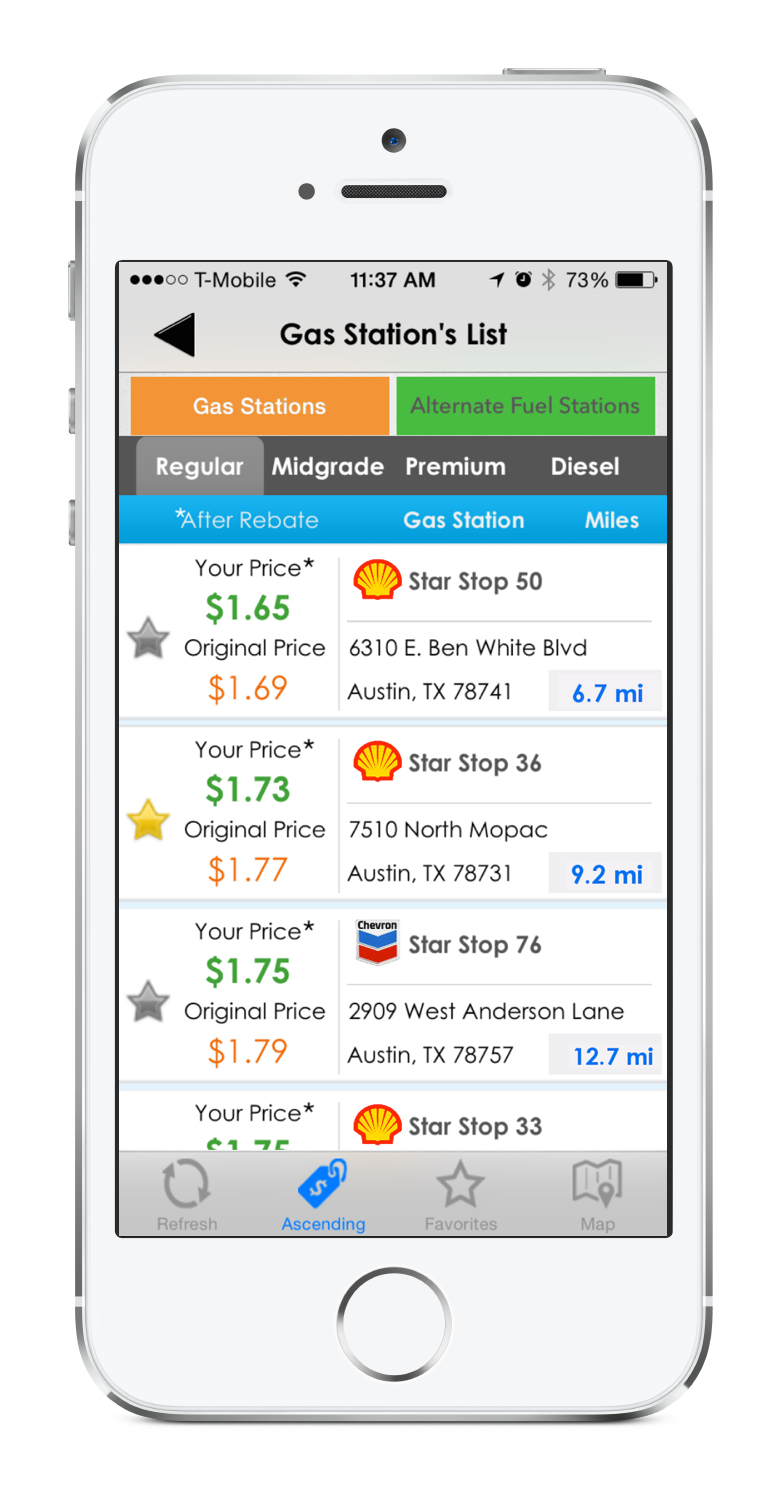 T-Mobile 11:37 AM 73%
Gas Station's List
Gas Stations Alternate Fuel Stations
Regular Midgrade Premium Diesel
*After Rebate Gas Station Miles
Your Price* Star Stop 50
$1.65
Original Price 6310 E. Ben White Blvd
$1.69 Austin, TX 78741 6.7 mi
Your Price* Star Stop 36
$1.73
Original Price 7510 North Mopac
$1.77 Austin, TX 78731 9.2 mi
Your Price* Chevron Star Stop 76
$1.75
Original Price 2909 West Anderson Lane
$1.79 Austin, TX 78757 12.7 mi
Your Price* Star Stop 33
$1.75
Refresh Ascending Favorites Map